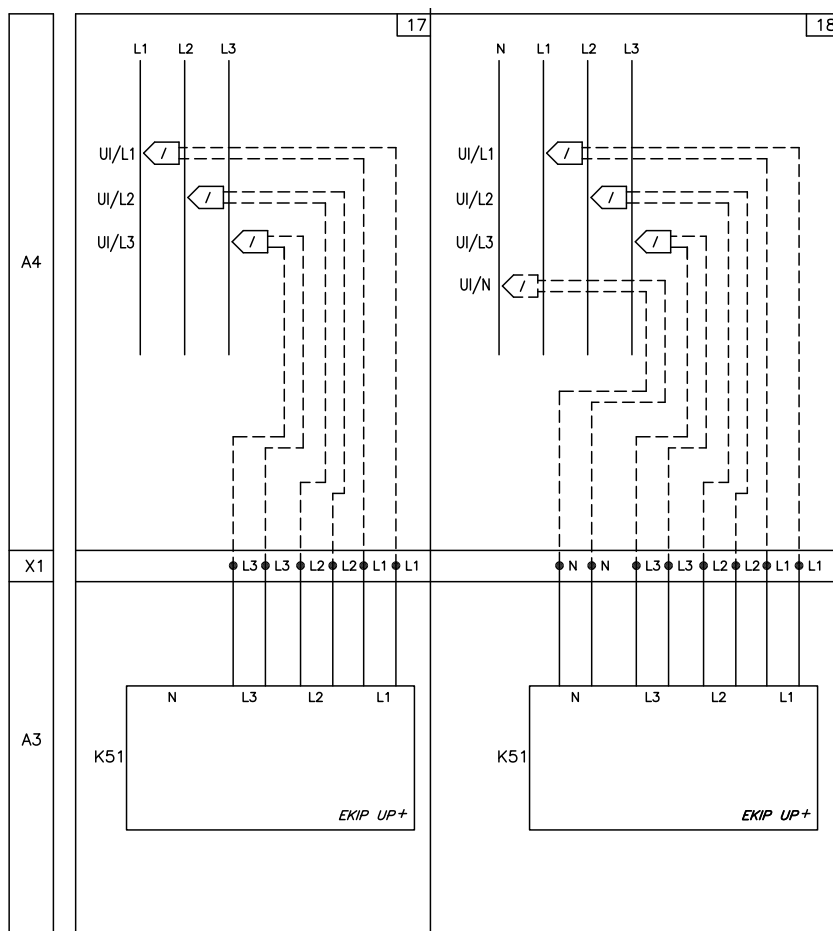 17
18
L1 L2 L3
N L1 L2 L3
UI/L1
UI/L1
UI/L2
UI/L2
UI/L3
UI/L3
UI/N
A4
X1
L3 L3 L2 L2 L1 L1
N N L3 L3 L2 L2 L1 L1
A3
N L3 L2 L1
N L3 L2 L1
K51
K51
EKIP UP+
EKIP UP+